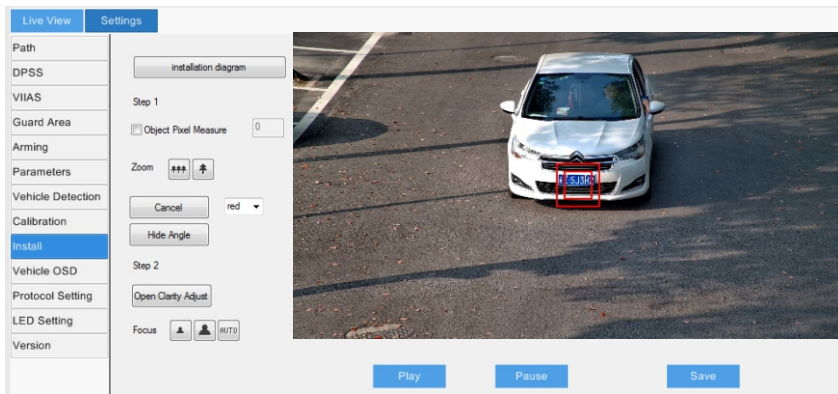 Live View Settings
Path
DPSS
VIIAS
Guard Area
Arming
Parameters
Vehicle Detection
Calibration
Install
Vehicle OSD
Protocol Setting
LED Setting
Version
installation diagram
Step 1
Object Pixel Measure 0
Zoom
Cancel red
Hide Angle
Step 2
Open Clarity Adjust
Focus AUTO
5J3H
Play Pause Save